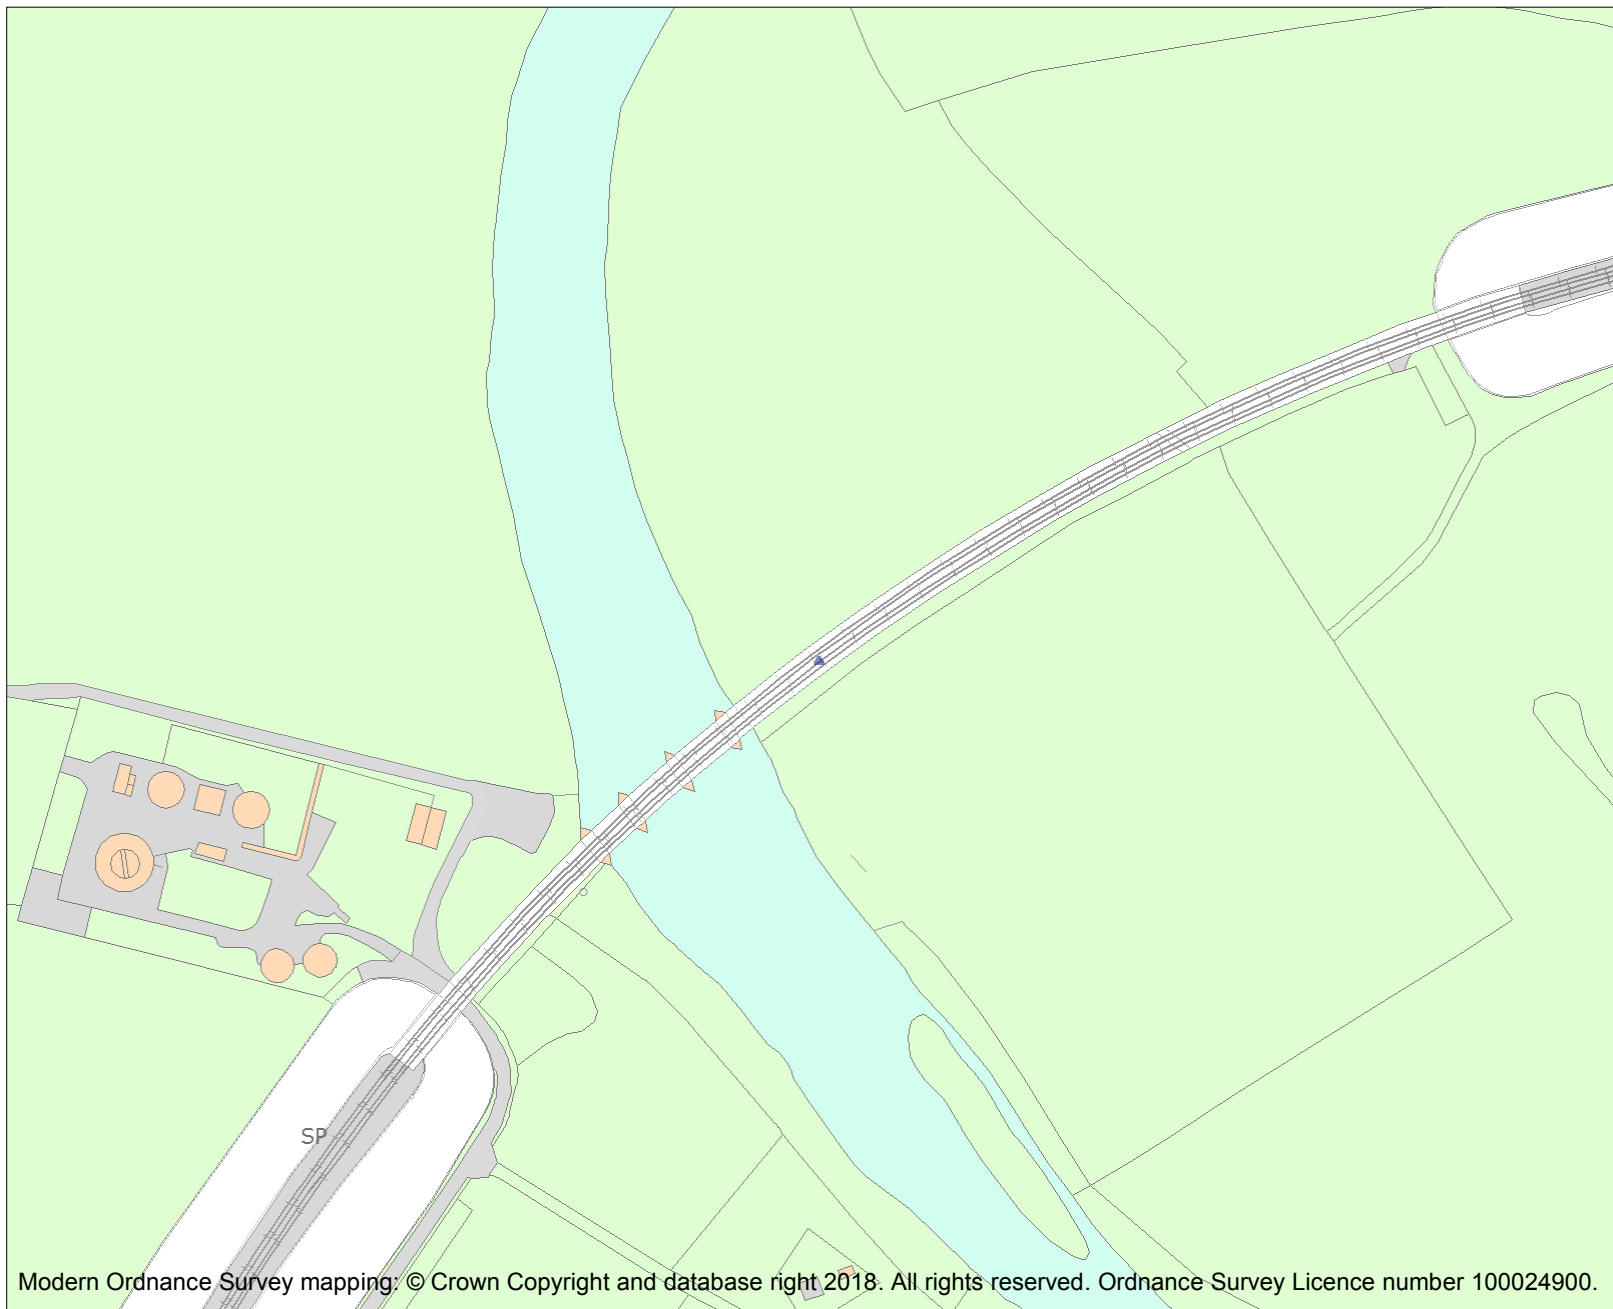 SP
Modern Ordnance Survey mapping: © Crown Copyright and database right 2018. All rights reserved. Ordnance Survey Licence number 100024900.